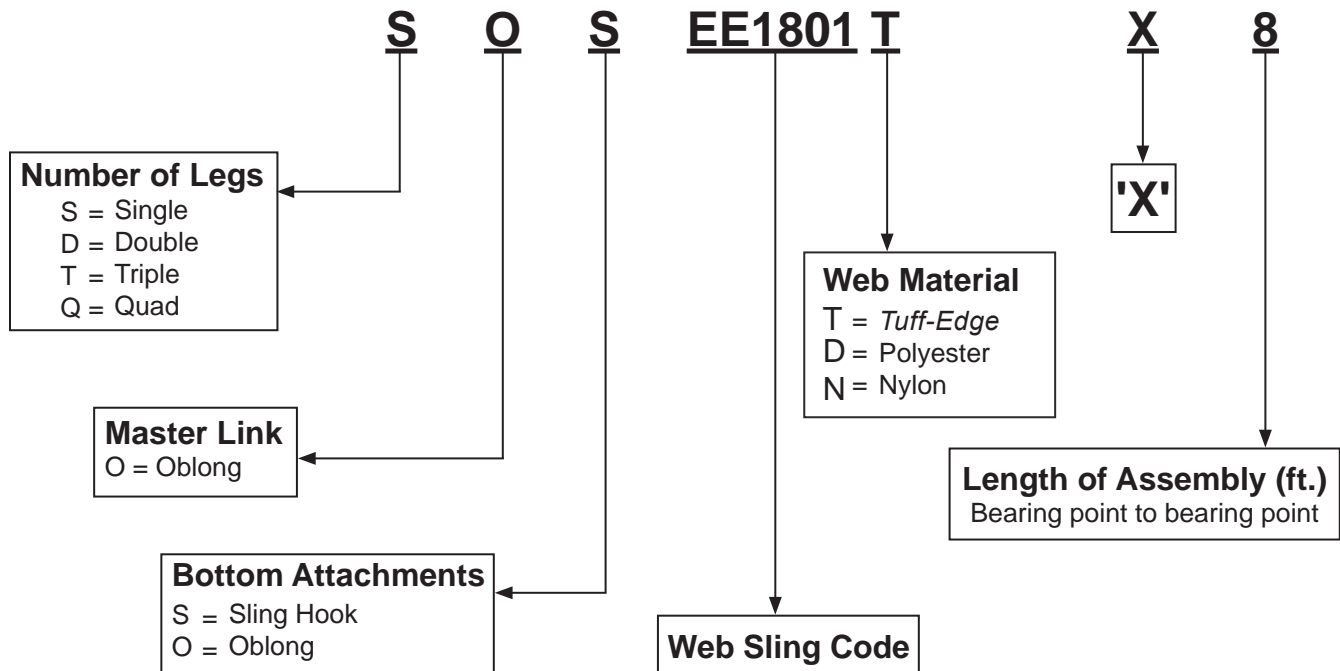 S O S EE1801 T X 8
Number of Legs
S = Single
D = Double
T = Triple
Q = Quad
'X'
Web Material
T = Tuff-Edge
D = Polyester
N = Nylon
Master Link
O = Oblong
Length of Assembly (ft.)
Bearing point to bearing point
Bottom Attachments
S = Sling Hook
O = Oblong
Web Sling Code